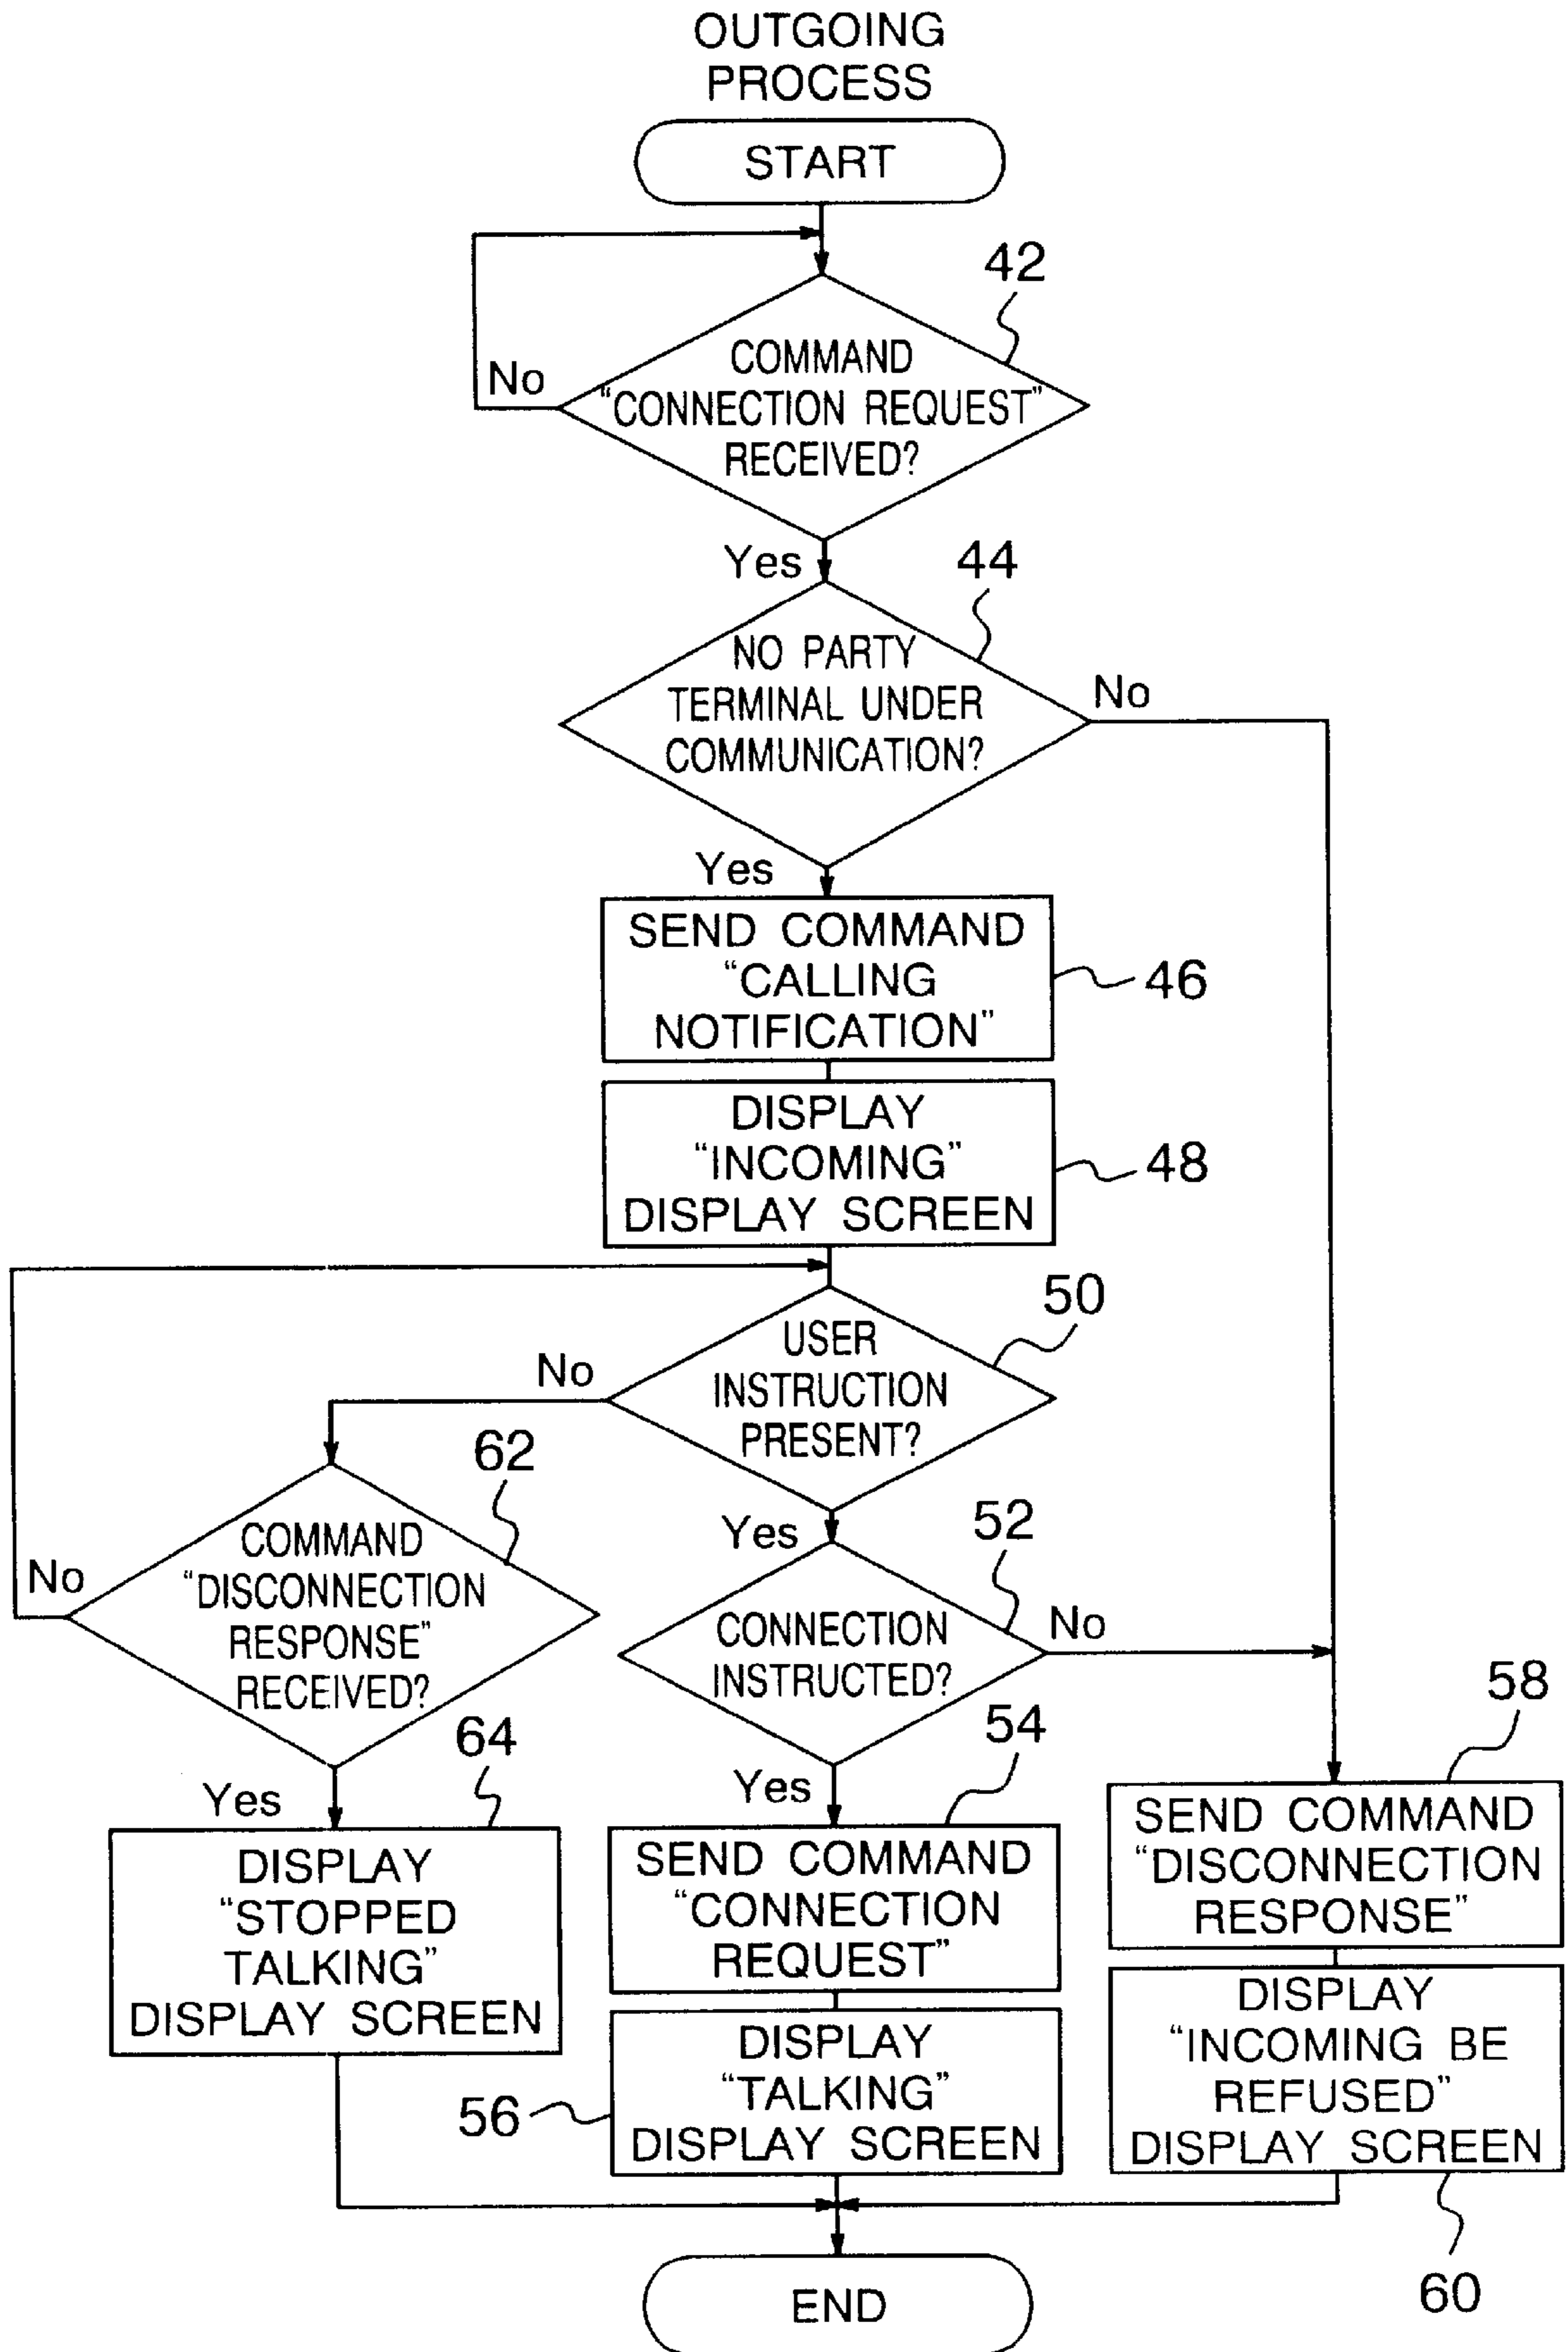 OUTGOING
PROCESS
START
42
COMMAND
“CONNECTION REQUEST”
RECEIVED?
No
Yes
44
NO PARTY
TERMINAL UNDER
COMMUNICATION?
No
Yes
SEND COMMAND
“CALLING
NOTIFICATION”
46
DISPLAY
“INCOMING”
DISPLAY SCREEN
48
50
USER
INSTRUCTION
PRESENT?
No
Yes
62
COMMAND
“DISCONNECTION
RESPONSE”
RECEIVED?
No
Yes
52
CONNECTION
INSTRUCTED?
No
Yes
64
DISPLAY
“STOPPED
TALKING”
DISPLAY SCREEN
54
SEND COMMAND
“CONNECTION
REQUEST”
56
DISPLAY
“TALKING”
DISPLAY SCREEN
58
SEND COMMAND
“DISCONNECTION
RESPONSE”
DISPLAY
“INCOMING BE
REFUSED”
DISPLAY SCREEN
60
END